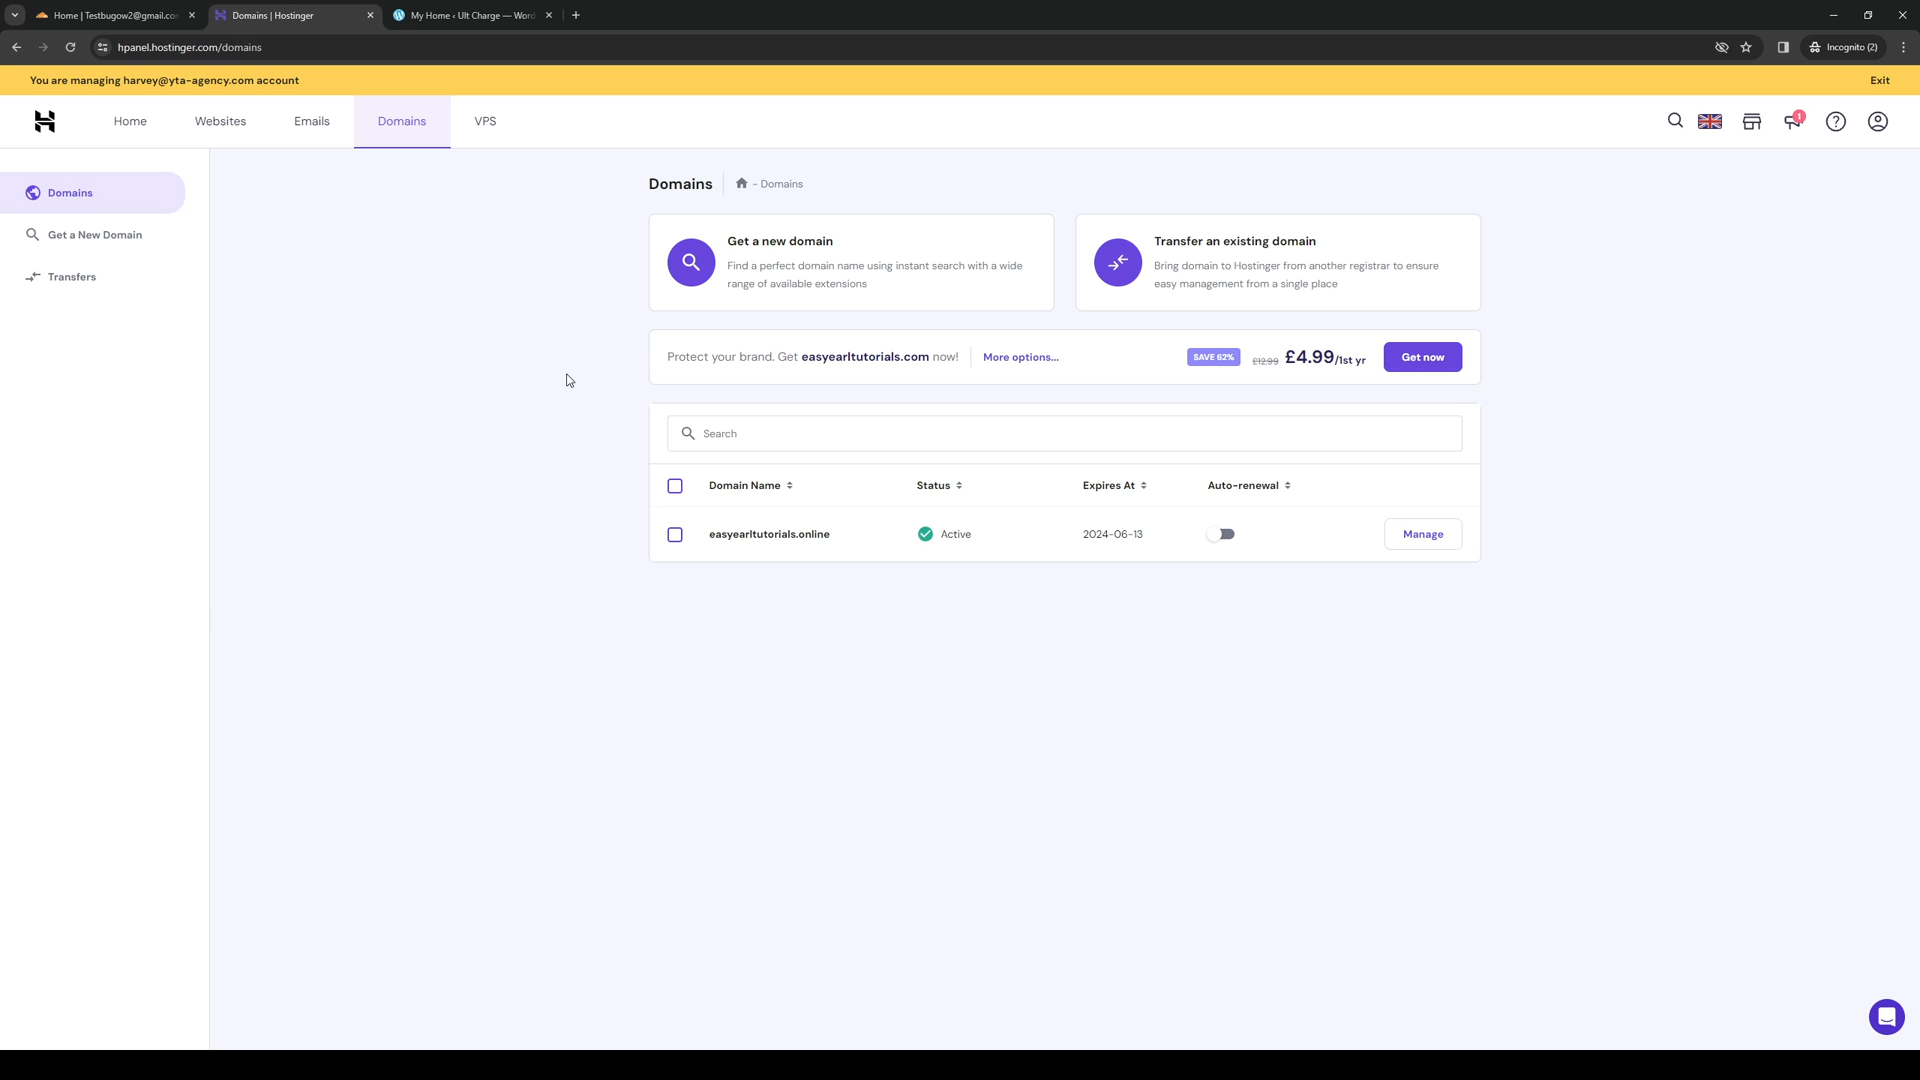 Home | Testbugow2@gmail.co
Domains | Hostinger
My Home ‹ Ult Charge — Word
hpanel.hostinger.com/domains
Incognito (2)
You are managing harvey@yta-agency.com account
Exit
Home
Websites
Emails
Domains
VPS
1
Domains
Get a New Domain
Transfers
Domains
- Domains
Get a new domain
Find a perfect domain name using instant search with a wide
range of available extensions
Transfer an existing domain
Bring domain to Hostinger from another registrar to ensure
easy management from a single place
Protect your brand. Get easyearltutorials.com now!
More options...
SAVE 62%
£12.99
£4.99/1st yr
Get now
Search
Domain Name
Status
Expires At
Auto-renewal
easyearltutorials.online
Active
2024-06-13
Manage